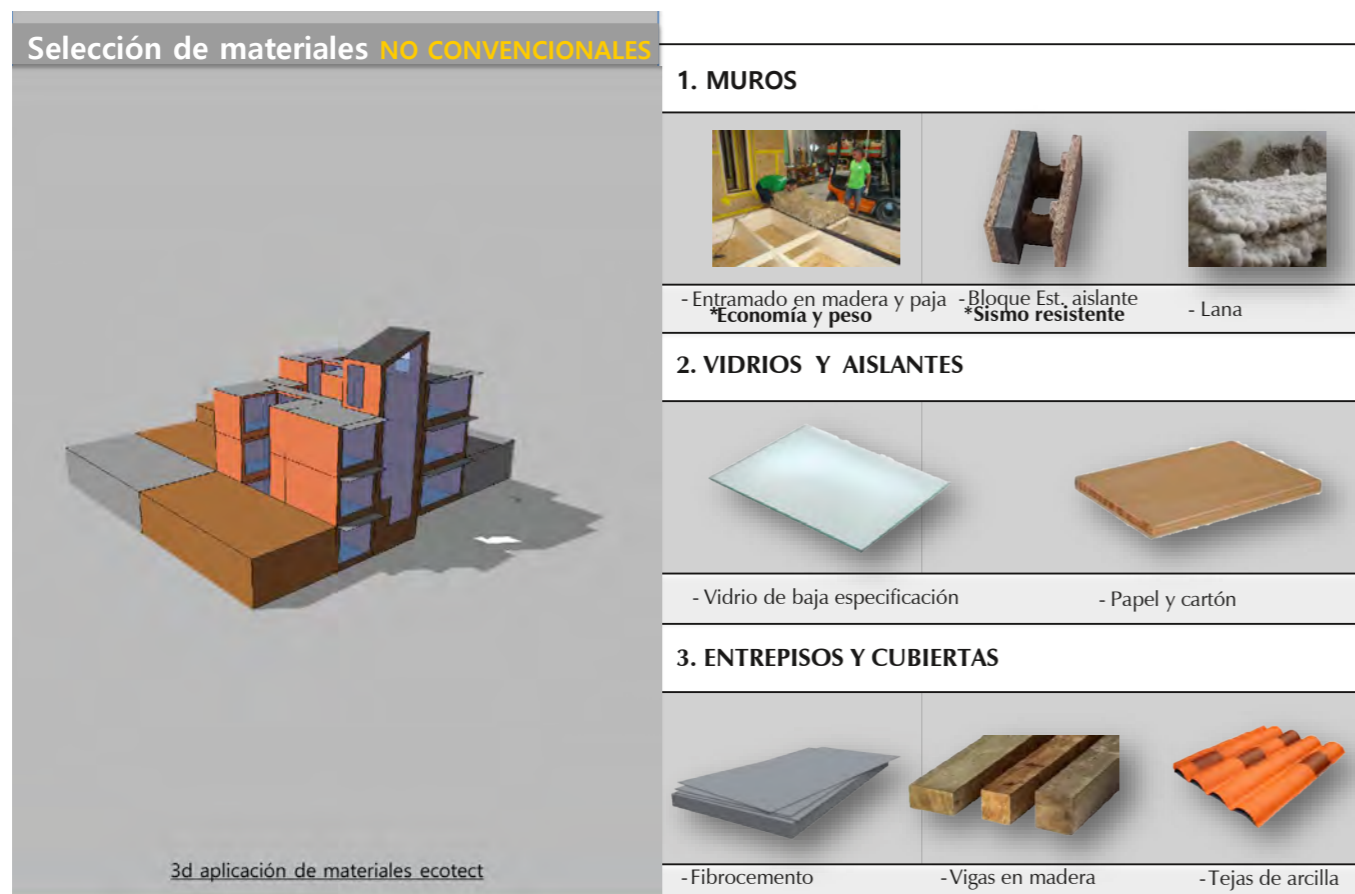 Selección de materiales NO CONVENCIONALES
3d aplicación de materiales ecotect
1. MUROS
- Entramado en madera y paja
*Economía y peso
- Bloque Est. aislante
*Sismo resistente
- Lana
2. VIDRIOS Y AISLANTES
- Vidrio de baja especificación
- Papel y cartón
3. ENTREPISOS Y CUBIERTAS
- Fibrocemento
- Vigas en madera
- Tejas de arcilla